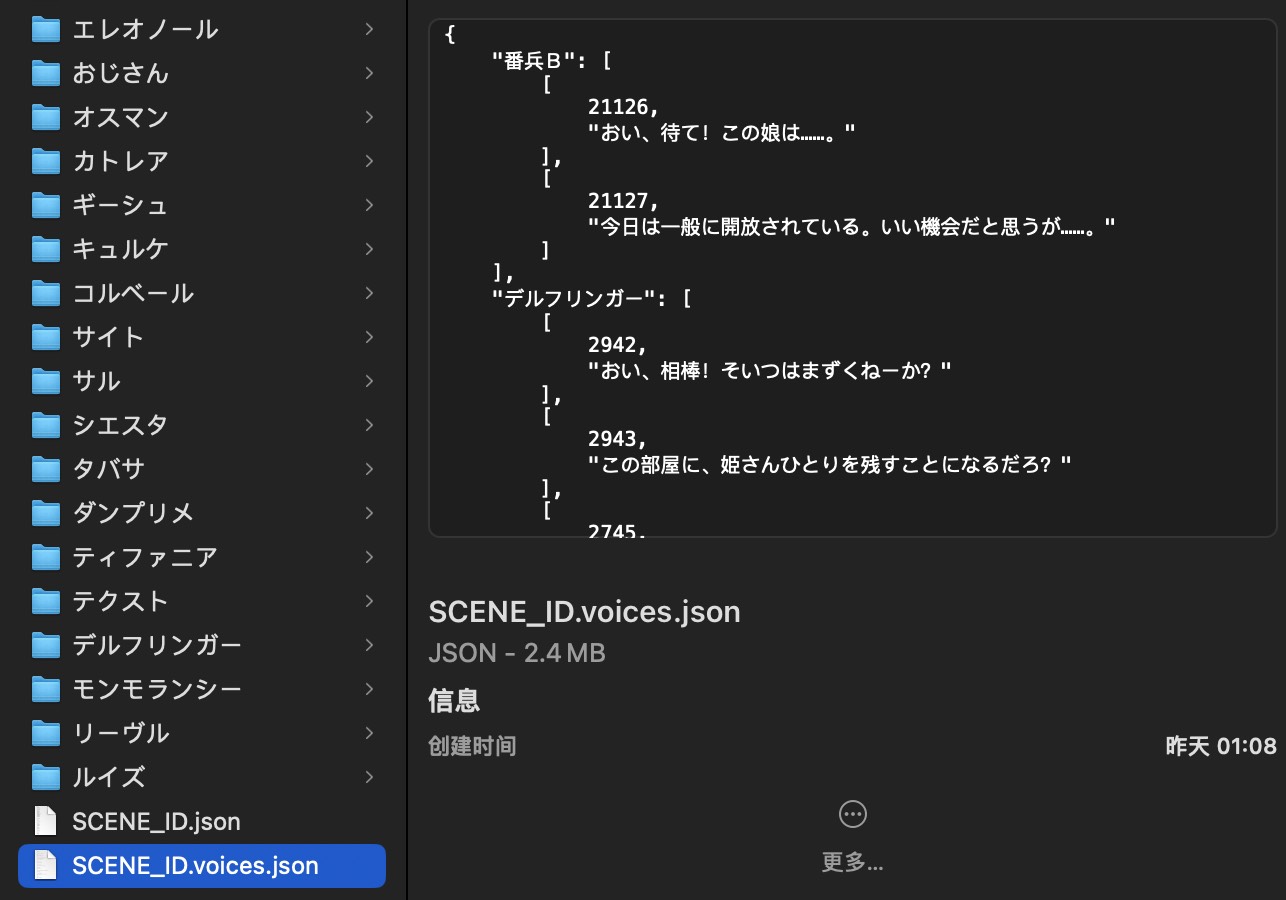 エレオノール
おじさん
オスマン
カトレア
ギーシュ
キュルケ
コルベール
サイト
サル
シエスタ
タバサ
ダンプリメ
ティファニア
テクスト
デルフリンガー
モンモランシー
リーヴル
ルイズ
SCENE_ID.json
SCENE_ID.voices.json
{
"番兵Ｂ": [
[
21126,
"おい、待て！この娘は……。"
],
[
21127,
"今日は一般に開放されている。いい機会だと思うが……。"
]
],
"デルフリンガー": [
[
2942,
"おい、相棒！そいつはまずくねーか？"
],
[
2943,
"この部屋に、姫さんひとりを残すことになるだろ？"
],
[
2745,
SCENE_ID.voices.json
JSON - 2.4 MB
信息
创建时间 昨天 01:08
更多...